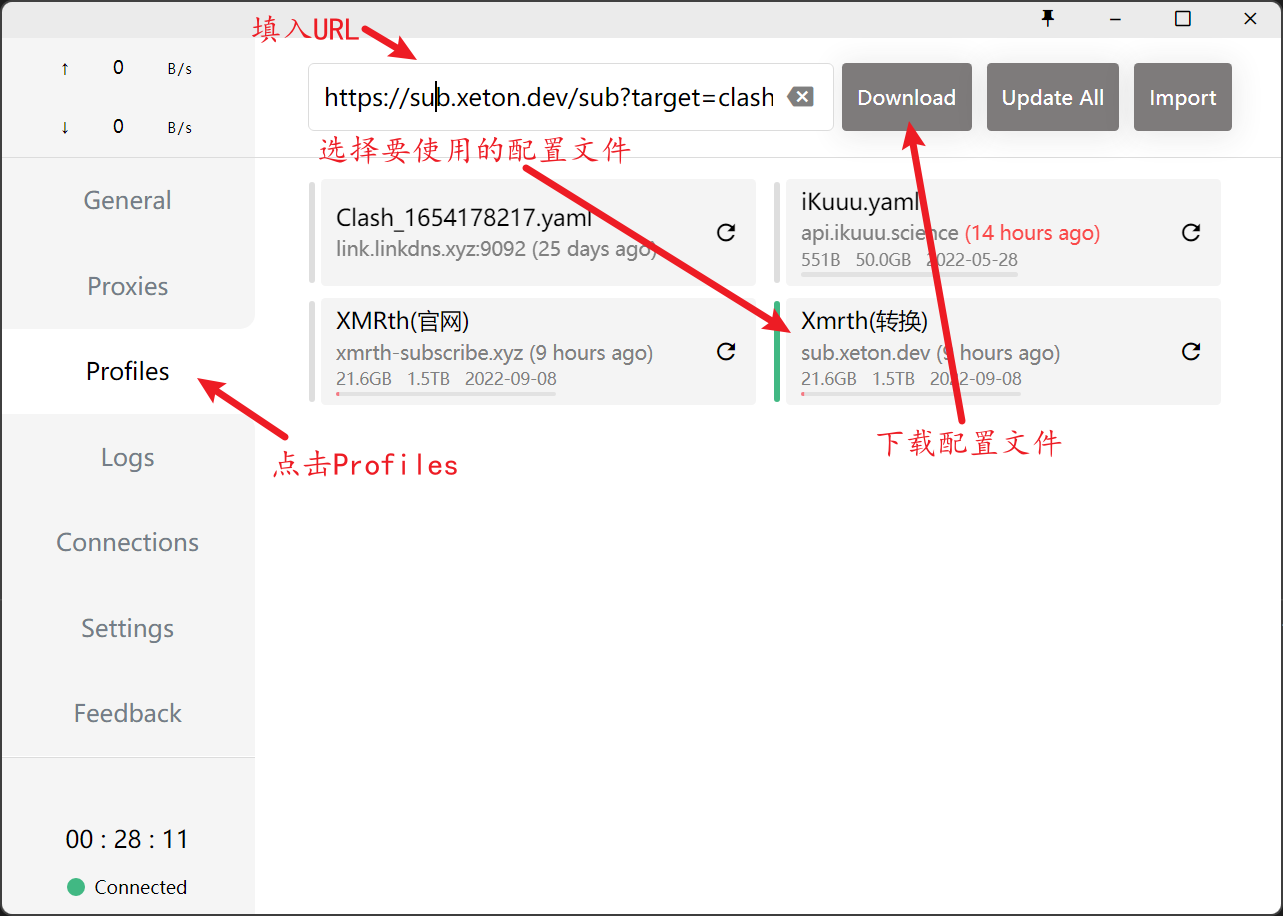 填入URL
↑ 0 B/s
https://sub.xeton.dev/sub?target=clash
Download
Update All
Import
↓ 0 B/s
选择要使用的配置文件
General
Clash_1654178217.yaml
link.linkdns.xyz:9092 (25 days ago)
iKuuu.yaml
api.ikuuu.science (14 hours ago)
551B 50.0GB 2022-05-28
Proxies
XMRth(官网)
xmrth-subscribe.xyz (9 hours ago)
21.6GB 1.5TB 2022-09-08
Xmrth(转换)
sub.xeton.dev (9 hours ago)
21.6GB 1.5TB 2022-09-08
Profiles
下载配置文件
点击Profiles
Logs
Connections
Settings
Feedback
00 : 28 : 11
Connected